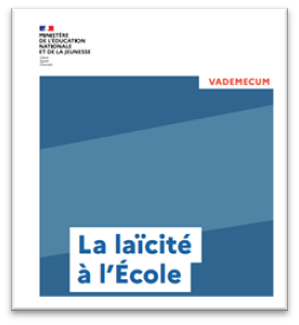 MINISTÈRE
DE L'ÉDUCATION
NATIONALE
ET DE LA JEUNESSE
VADEMECUM
La laïcité
à l'École